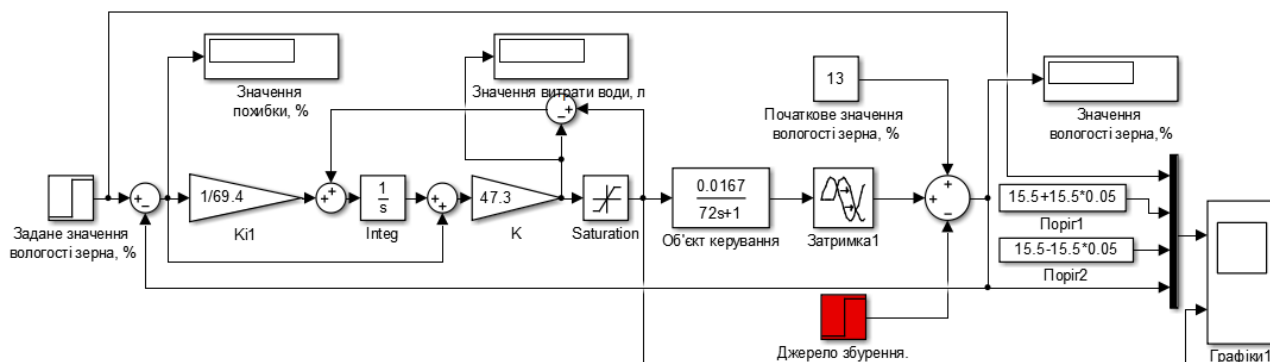 Значення
похибки, %
Значення витрати води, л
13
Початкове значення
вологості зерна, %
Значення
вологості зерна,%
Задане значення
вологості зерна, %
1/69.4
Ki1
1
s
Integ
47.3
K
Saturation
0.0167
72s+1
Об'єкт керування
Затримка1
15.5+15.5*0.05
Поріг1
15.5-15.5*0.05
Поріг2
Джерело збурення.
Графіки1